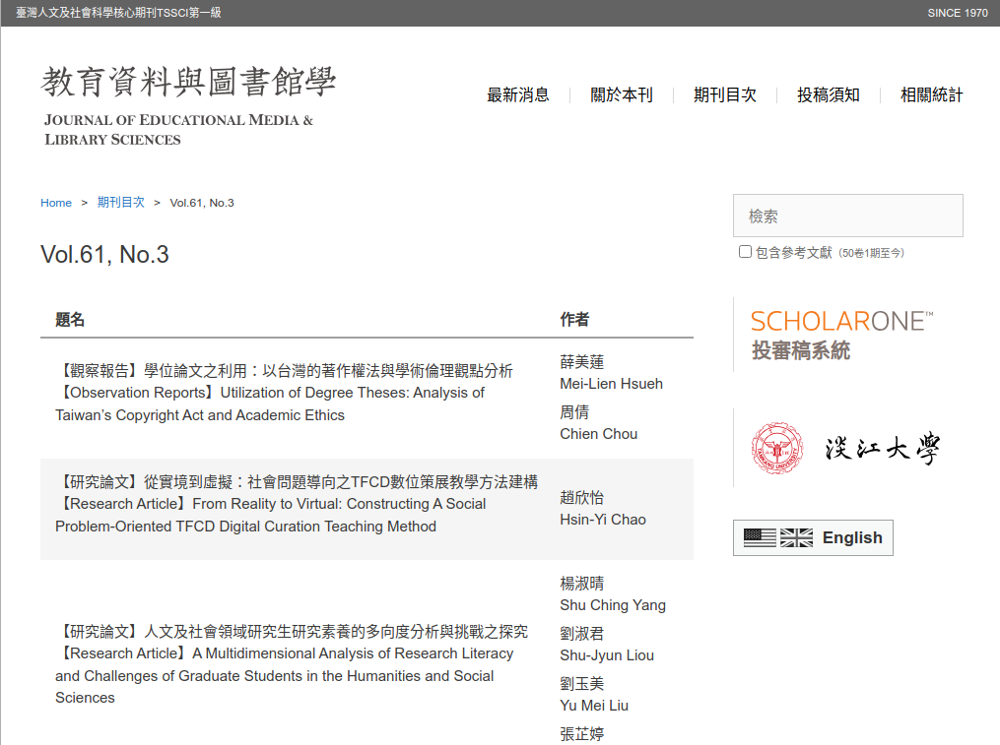 臺灣人文及社會科學核心期刊TSSCI第一級
SINCE 1970
教育資料與圖書館學
JOURNAL OF EDUCATIONAL MEDIA &
LIBRARY SCIENCES
最新消息
關於本刊
期刊目次
投稿須知
相關統計
Home > 期刊目次 > Vol.61, No.3
檢索
包含參考文獻（50卷1期至今）
Vol.61, No.3
題名
作者
【觀察報告】學位論文之利用：以台灣的著作權法與學術倫理觀點分析
【Observation Reports】Utilization of Degree Theses: Analysis of
Taiwan’s Copyright Act and Academic Ethics
薛美蓮
Mei-Lien Hsueh
周倩
Chien Chou
【研究論文】從實境到虛擬：社會問題導向之TFCD數位策展教學方法建構
【Research Article】From Reality to Virtual: Constructing A Social
Problem-Oriented TFCD Digital Curation Teaching Method
趙欣怡
Hsin-Yi Chao
【研究論文】人文及社會領域研究生研究素養的多向度分析與挑戰之探究
【Research Article】A Multidimensional Analysis of Research Literacy
and Challenges of Graduate Students in the Humanities and Social
Sciences
楊淑晴
Shu Ching Yang
劉淑君
Shu-Jyun Liou
劉玉美
Yu Mei Liu
張芷婷
SCHOLARONE™
投審稿系統
淡江大學
English